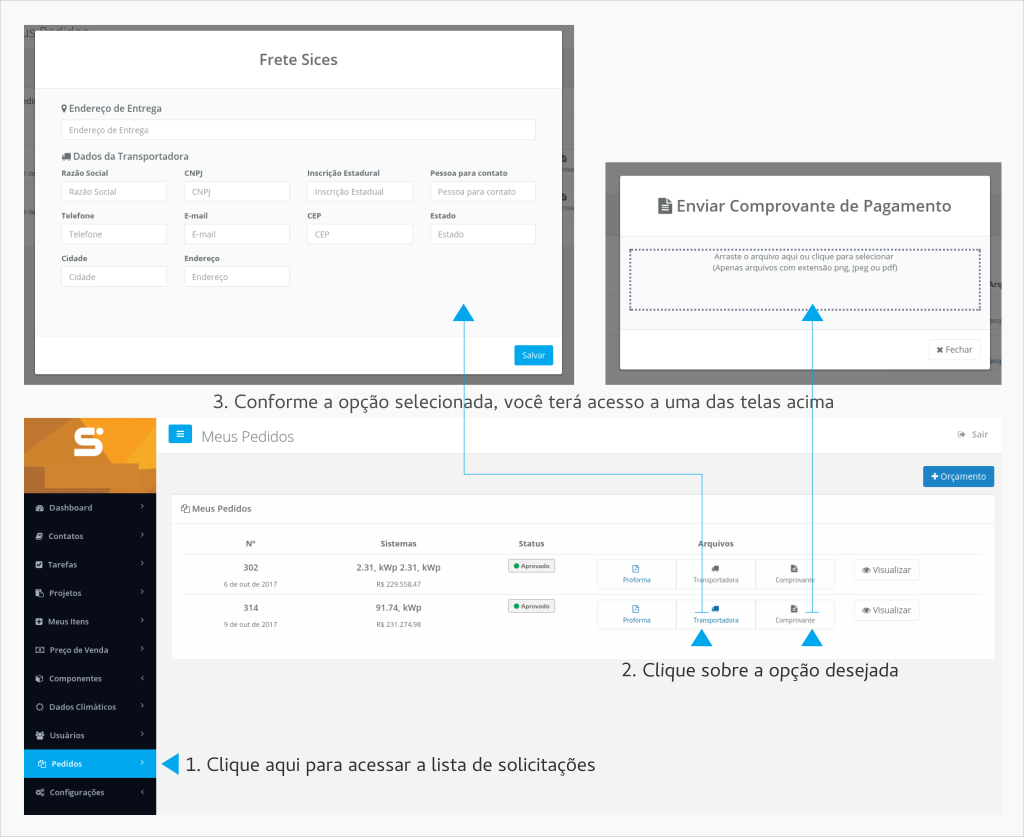 Frete Sices
Endereço de Entrega
Endereço de Entrega
Dados da Transportadora
Razão Social CNPJ Inscrição Estadural Pessoa para contato
Razão Social CNPJ Inscrição Estadual Pessoa para contato
Telefone E-mail CEP Estado
Telefone E-mail CEP Estado
Cidade Endereço
Cidade Endereço
Salvar
Enviar Comprovante de Pagamento
Arraste o arquivo aqui ou clique para selecionar
(Apenas arquivos com extensão png, jpeg ou pdf)
Fechar
3. Conforme a opção selecionada, você terá acesso a uma das telas acima
Meus Pedidos
Sair
Orçamento
Meus Pedidos
Nº Sistemas Status Arquivos
302 2.31, kWp 2.31, kWp Aprovado Proforma Transportadora Comprovante Visualizar
6 de out de 2017 R$ 229.558,47
314 91.74, kWp Aprovado Proforma Transportadora Comprovante Visualizar
9 de out de 2017 R$ 231.274,98
2. Clique sobre a opção desejada
Dashboard
Contatos
Tarefas
Projetos
Meus Itens
Preço de Venda
Componentes
Dados Climáticos
Usuários
Pedidos
Configurações
1. Clique aqui para acessar a lista de solicitações